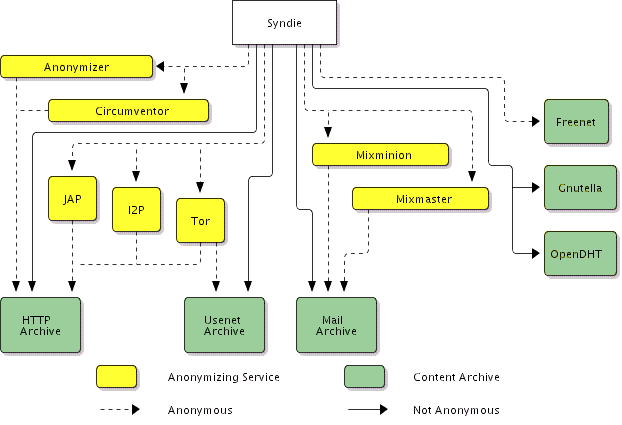 Syndie
Anonymizer
Circumventor
Freenet
Mixminion
Gnutella
JAP
I2P
Mixmaster
Tor
OpenDHT
HTTP
Archive
Usenet
Archive
Mail
Archive
Anonymizing Service
Content Archive
Anonymous
Not Anonymous